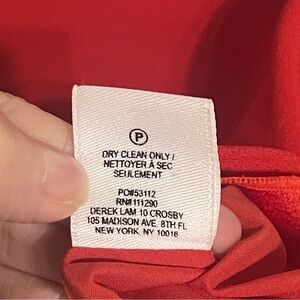 P
DRY CLEAN ONLY /
NETTOYER À SEC
SEULEMENT
PO#53112
RN#111290
DEREK LAM 10 CROSBY
105 MADISON AVE. 8TH FL
NEW YORK, NY 10016